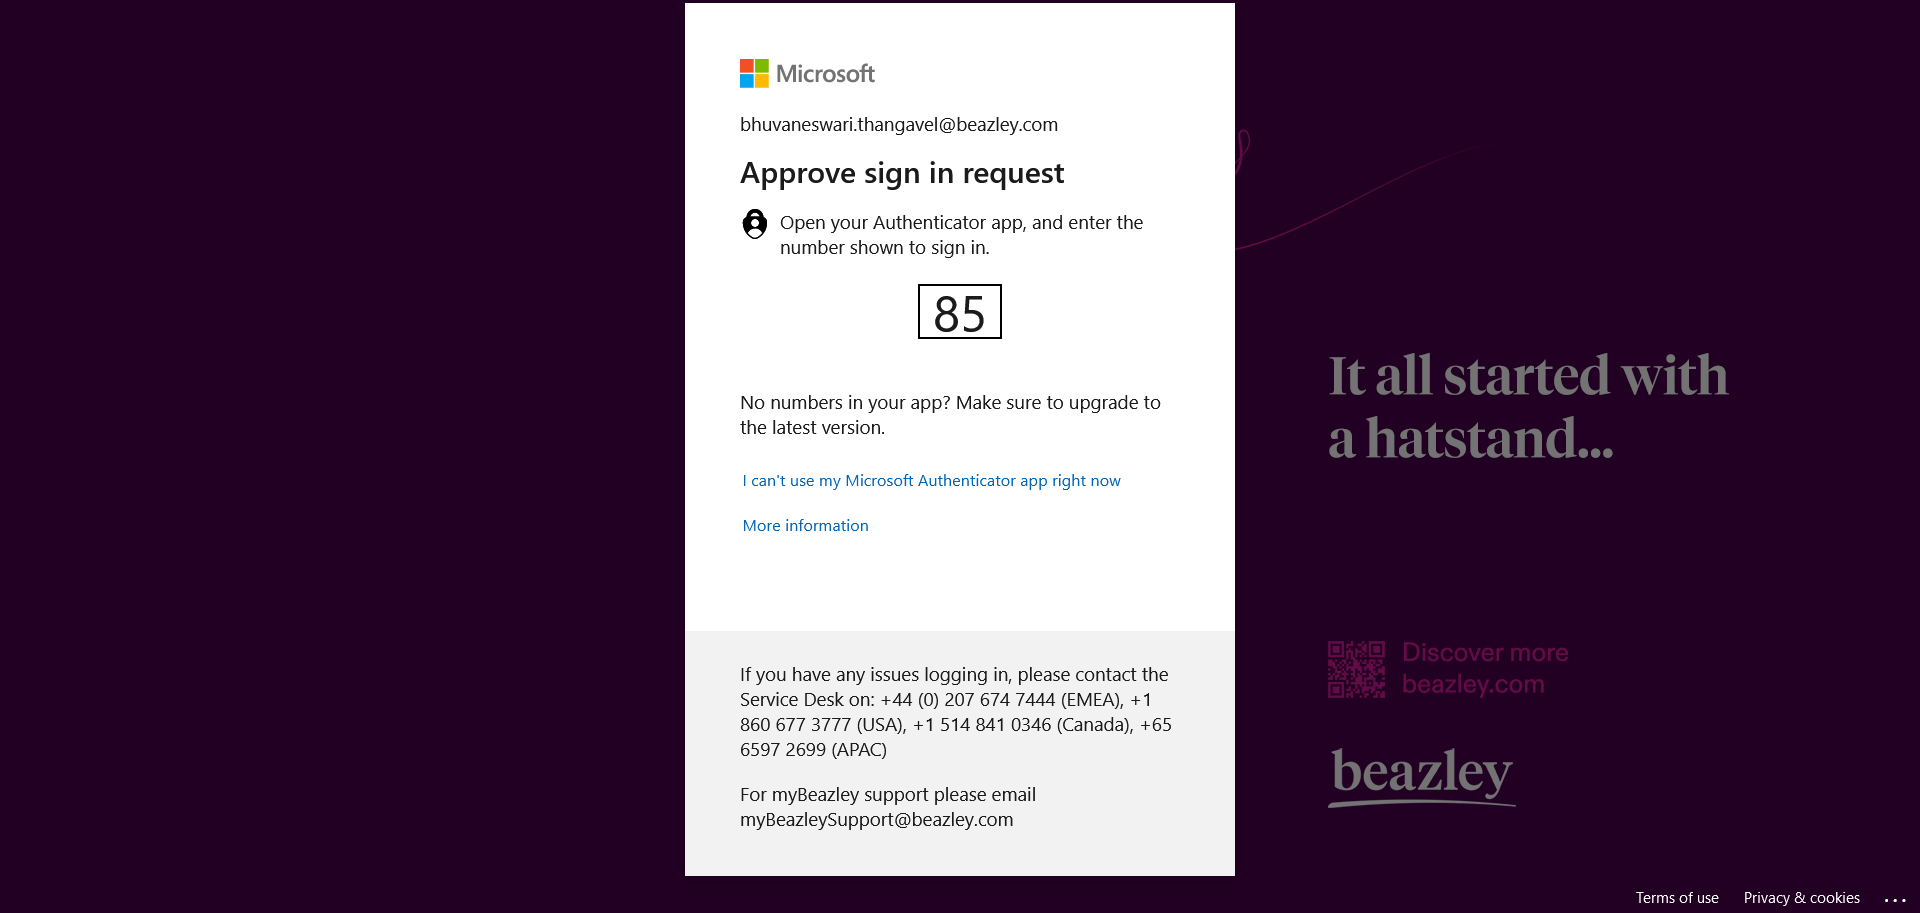 Microsoft
bhuvaneswari.thangavel@beazley.com
Approve sign in request
Open your Authenticator app, and enter the
number shown to sign in.
85
No numbers in your app? Make sure to upgrade to
the latest version.
I can't use my Microsoft Authenticator app right now
More information
If you have any issues logging in, please contact the
Service Desk on: +44 (0) 207 674 7444 (EMEA), +1
860 677 3777 (USA), +1 514 841 0346 (Canada), +65
6597 2699 (APAC)
For myBeazley support please email
myBeazleySupport@beazley.com
It all started with
a hatstand...
Discover more
beazley.com
beazley
Terms of use
Privacy & cookies
...